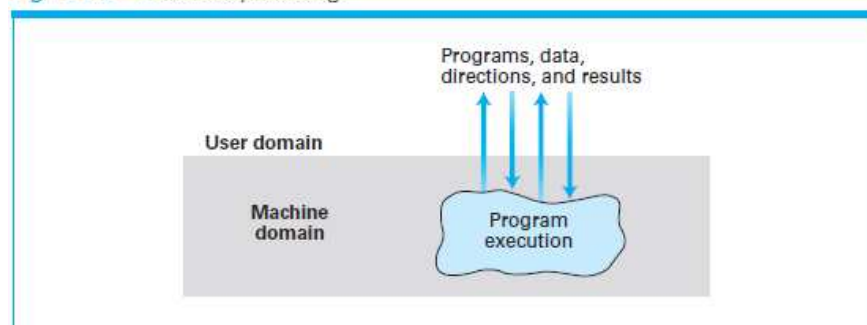 Programs, data,
directions, and results
User domain
Machine
domain
Program
execution